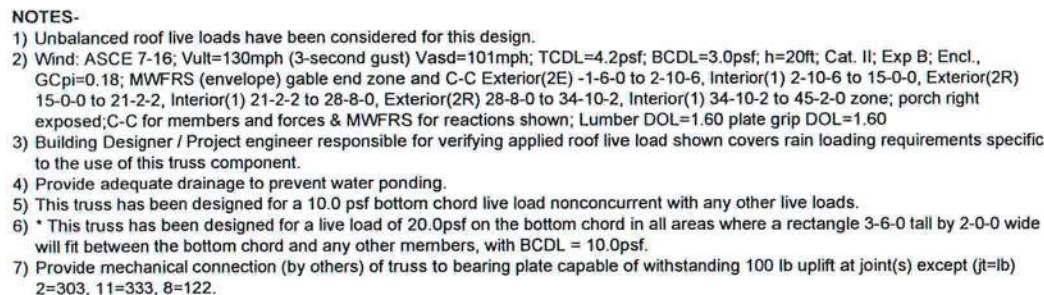 NOTES-
1) Unbalanced roof live loads have been considered for this design.
2) Wind: ASCE 7-16; Vult=130mph (3-second gust) Vasd=101mph; TCDL=4.2psf; BCDL=3.0psf; h=20ft; Cat. II; Exp B; Encl.,
GCpi=0.18; MWFRS (envelope) gable end zone and C-C Exterior(2E) -1-6-0 to 2-10-6, Interior(1) 2-10-6 to 15-0-0, Exterior(2R)
15-0-0 to 21-2-2, Interior(1) 21-2-2 to 28-8-0, Exterior(2R) 28-8-0 to 34-10-2, Interior(1) 34-10-2 to 45-2-0 zone; porch right
exposed;C-C for members and forces & MWFRS for reactions shown; Lumber DOL=1.60 plate grip DOL=1.60
3) Building Designer / Project engineer responsible for verifying applied roof live load shown covers rain loading requirements specific
to the use of this truss component.
4) Provide adequate drainage to prevent water ponding.
5) This truss has been designed for a 10.0 psf bottom chord live load nonconcurrent with any other live loads.
6) * This truss has been designed for a live load of 20.0psf on the bottom chord in all areas where a rectangle 3-6-0 tall by 2-0-0 wide
will fit between the bottom chord and any other members, with BCDL = 10.0psf.
7) Provide mechanical connection (by others) of truss to bearing plate capable of withstanding 100 lb uplift at joint(s) except (jt=lb)
2=303, 11=333, 8=122.